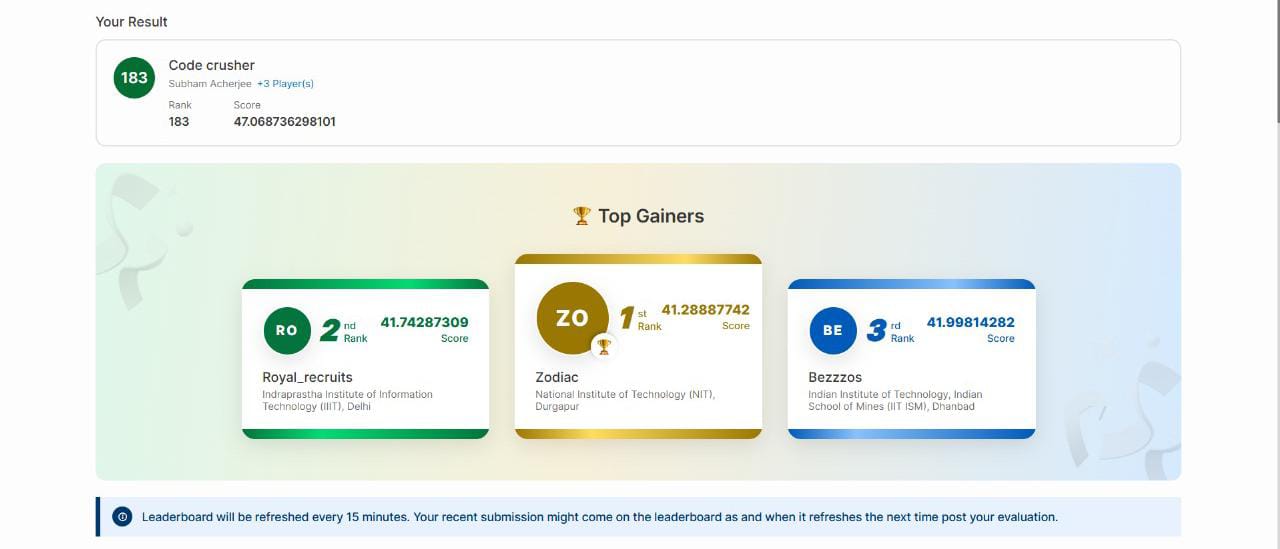 Your Result
183
Code crusher
Subham Acherjee +3 Player(s)
Rank Score
183 47.068736298101
🏆 Top Gainers
RO
2 nd Rank
41.74287309
Score
Royal_recruits
Indraprastha Institute of Information
Technology (IIIT), Delhi
ZO
1 st Rank
41.28887742
Score
Zodiac
National Institute of Technology (NIT),
Durgapur
BE
3 rd Rank
41.99814282
Score
Bezzzos
Indian Institute of Technology, Indian
School of Mines (IIT ISM), Dhanbad
Leaderboard will be refreshed every 15 minutes. Your recent submission might come on the leaderboard as and when it refreshes the next time post your evaluation.